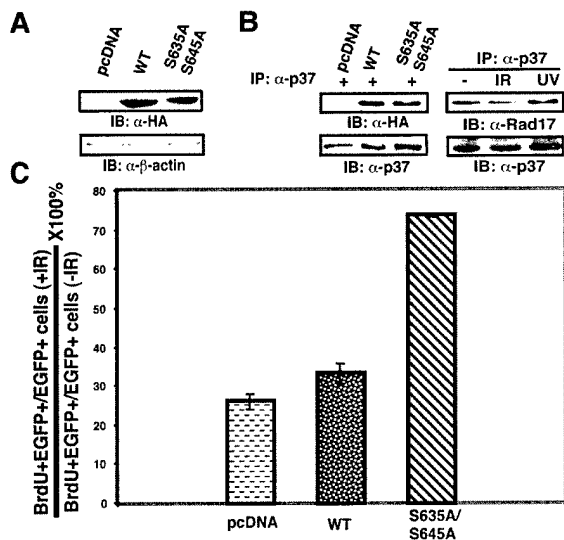 A
pcDNA
WT
S635A
S645A
IB: α-HA
IB: α-β-actin
B
pcDNA
WT
S635A
S645A
IP: α-p37 + + +
IB: α-HA
IB: α-p37
IP: α-p37
- IR UV
IB: α-Rad17
IB: α-p37
C
BrdU+EGFP+/EGFP+ cells (+IR)
BrdU+EGFP+/EGFP+ cells (-IR)
X100%
80
70
60
50
40
30
20
10
0
pcDNA
WT
S635A/
S645A